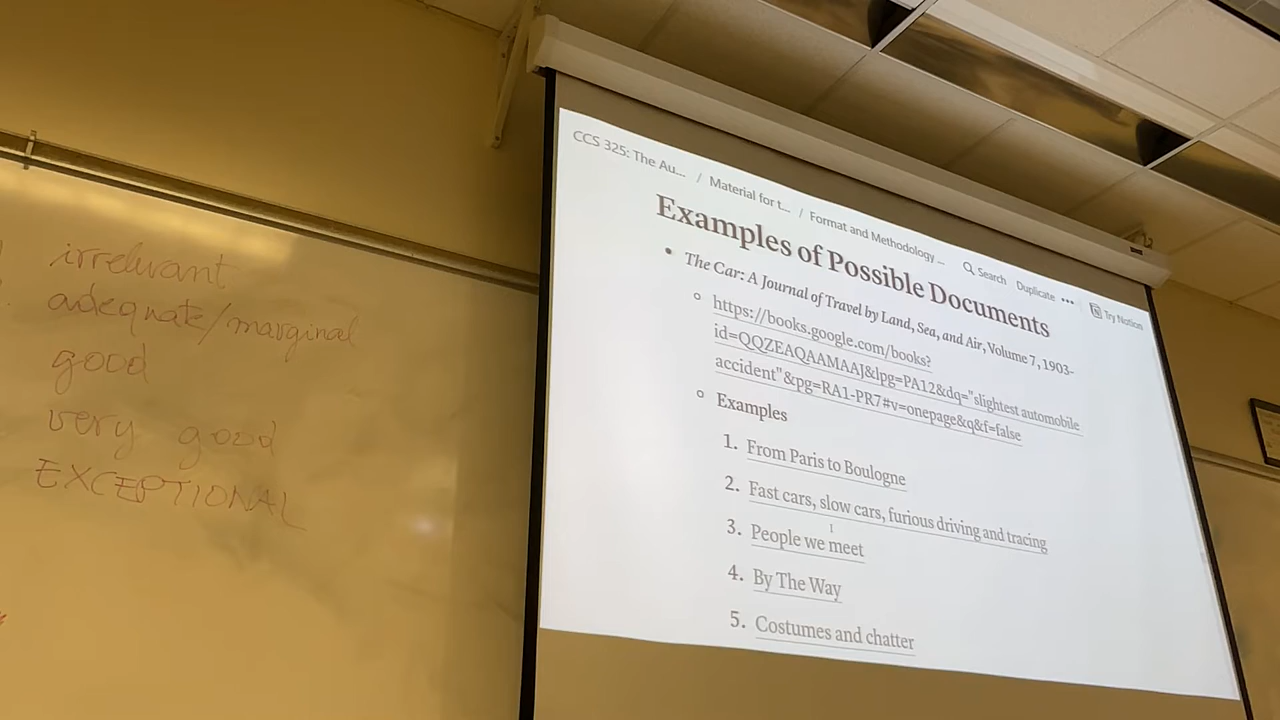 irrelevant
adequate/marginal
good
very good
EXCEPTIONAL
CCS 325: The Au... / Material for t... / Format and Methodology ...
Search Duplicate ••• Try Notion
Examples of Possible Documents
• The Car: A Journal of Travel by Land, Sea, and Air, Volume 7, 1903-
https://books.google.com/books?
id=QQZEAQAAMAAJ&lpg=PA12&dq="slightest automobile
accident"&pg=RA1-PR7#v=onepage&q&f=false
Examples
1. From Paris to Boulogne
2. Fast cars, slow cars, furious driving and tracing
3. People we meet
4. By The Way
5. Costumes and chatter